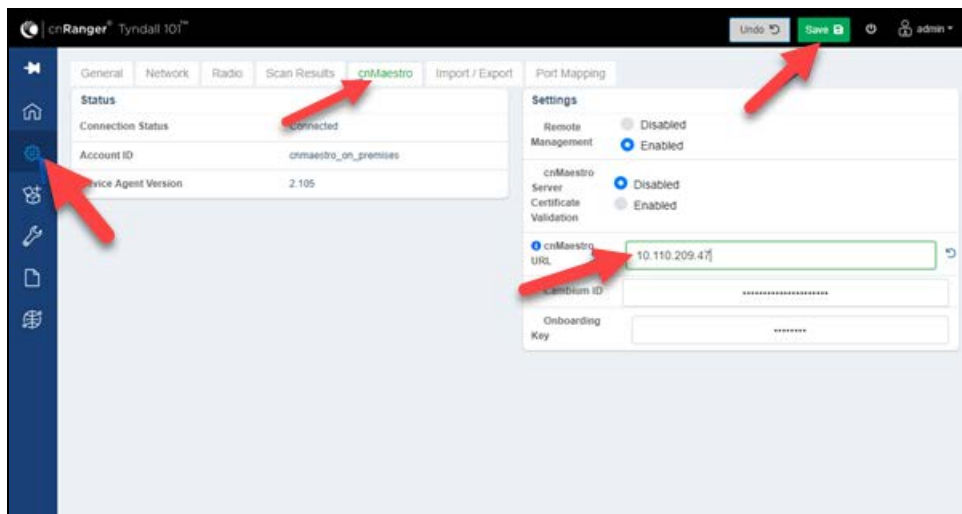 cnRanger® Tyndall 101™
Undo
Save
admin
General
Network
Radio
Scan Results
cnMaestro
Import / Export
Port Mapping
Status
Connection Status
Connected
Account ID
cnmaestro_on_premises
Device Agent Version
2.105
Settings
Remote
Management
Disabled
Enabled
cnMaestro
Server
Certificate
Validation
Disabled
Enabled
cnMaestro
URL
10.110.209.47
Cambium ID
Onboarding
Key